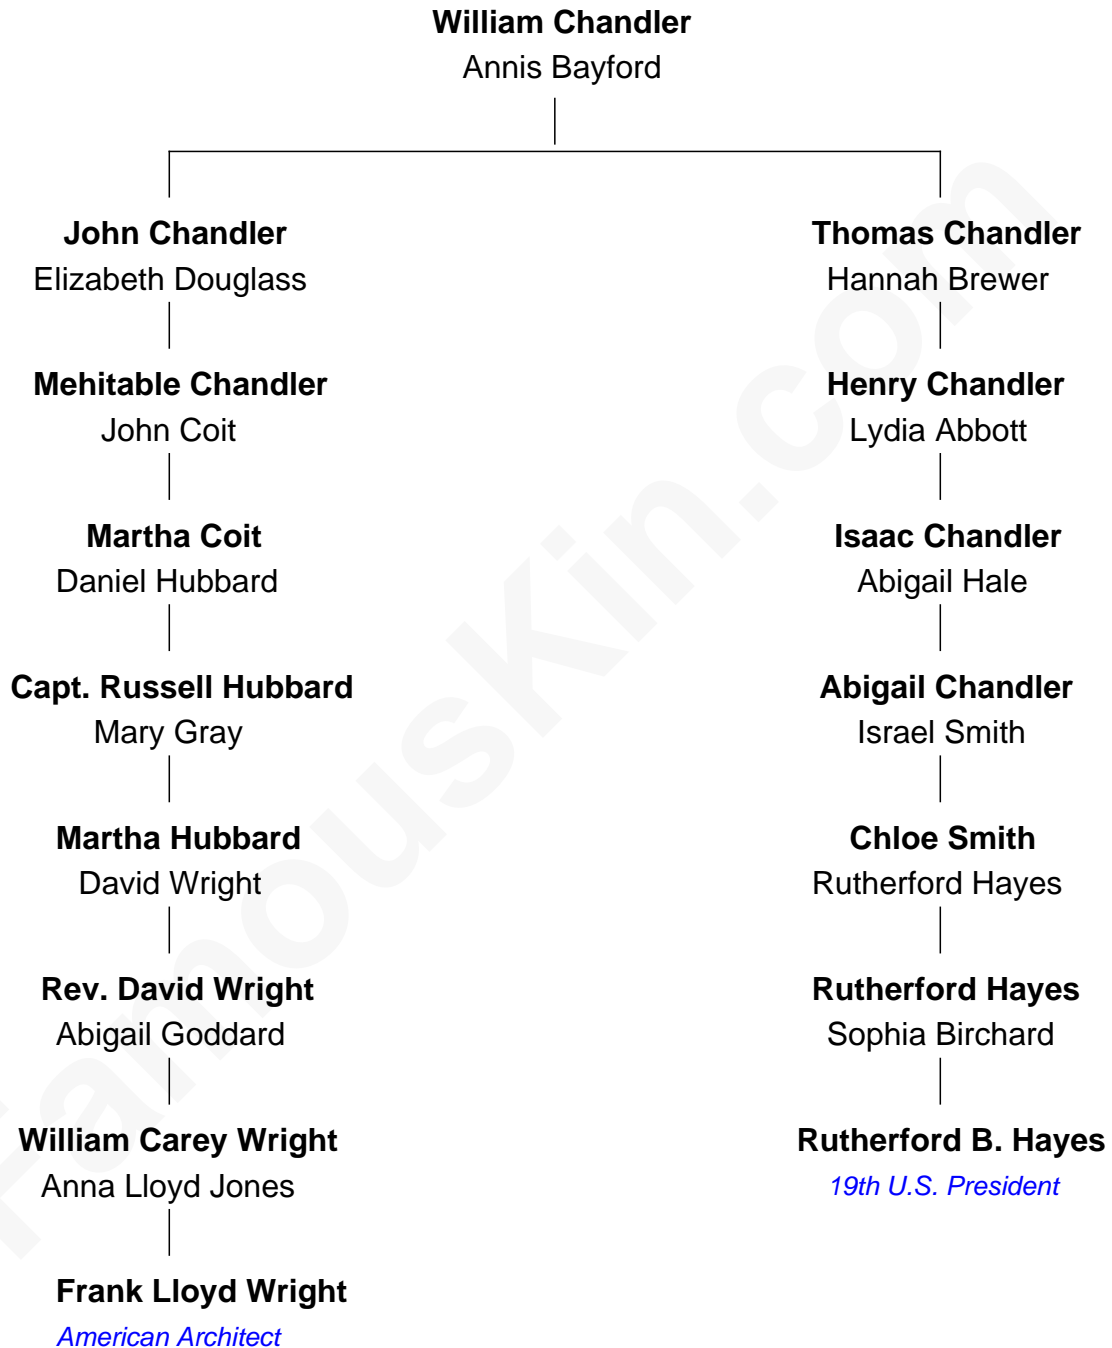 William Chandler
Annis Bayford
John Chandler
Elizabeth Douglass
Thomas Chandler
Hannah Brewer
Mehitable Chandler
John Coit
Henry Chandler
Lydia Abbott
Martha Coit
Daniel Hubbard
Isaac Chandler
Abigail Hale
Capt. Russell Hubbard
Mary Gray
Abigail Chandler
Israel Smith
Martha Hubbard
David Wright
Chloe Smith
Rutherford Hayes
Rev. David Wright
Abigail Goddard
Rutherford Hayes
Sophia Birchard
William Carey Wright
Anna Lloyd Jones
Rutherford B. Hayes
19th U.S. President
Frank Lloyd Wright
American Architect
FamousKin.com